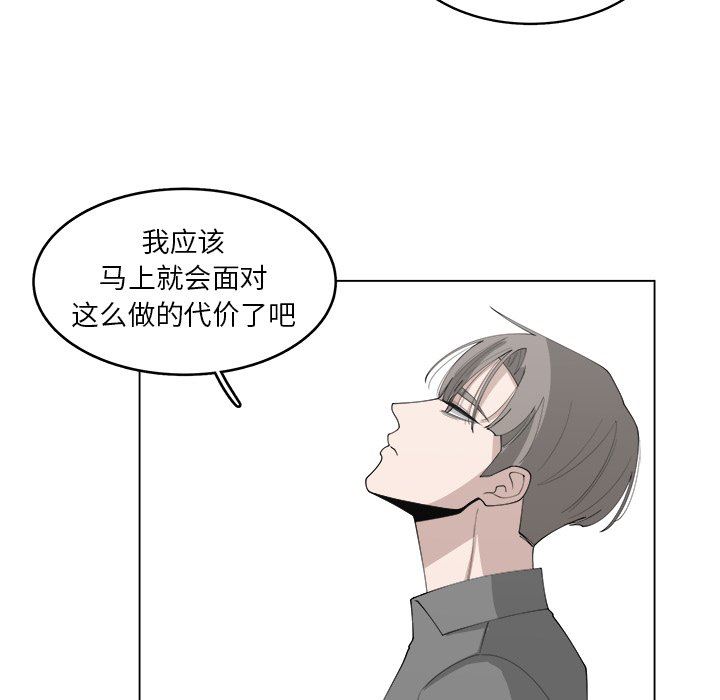 我应该
马上就会面对
这么做的代价了吧